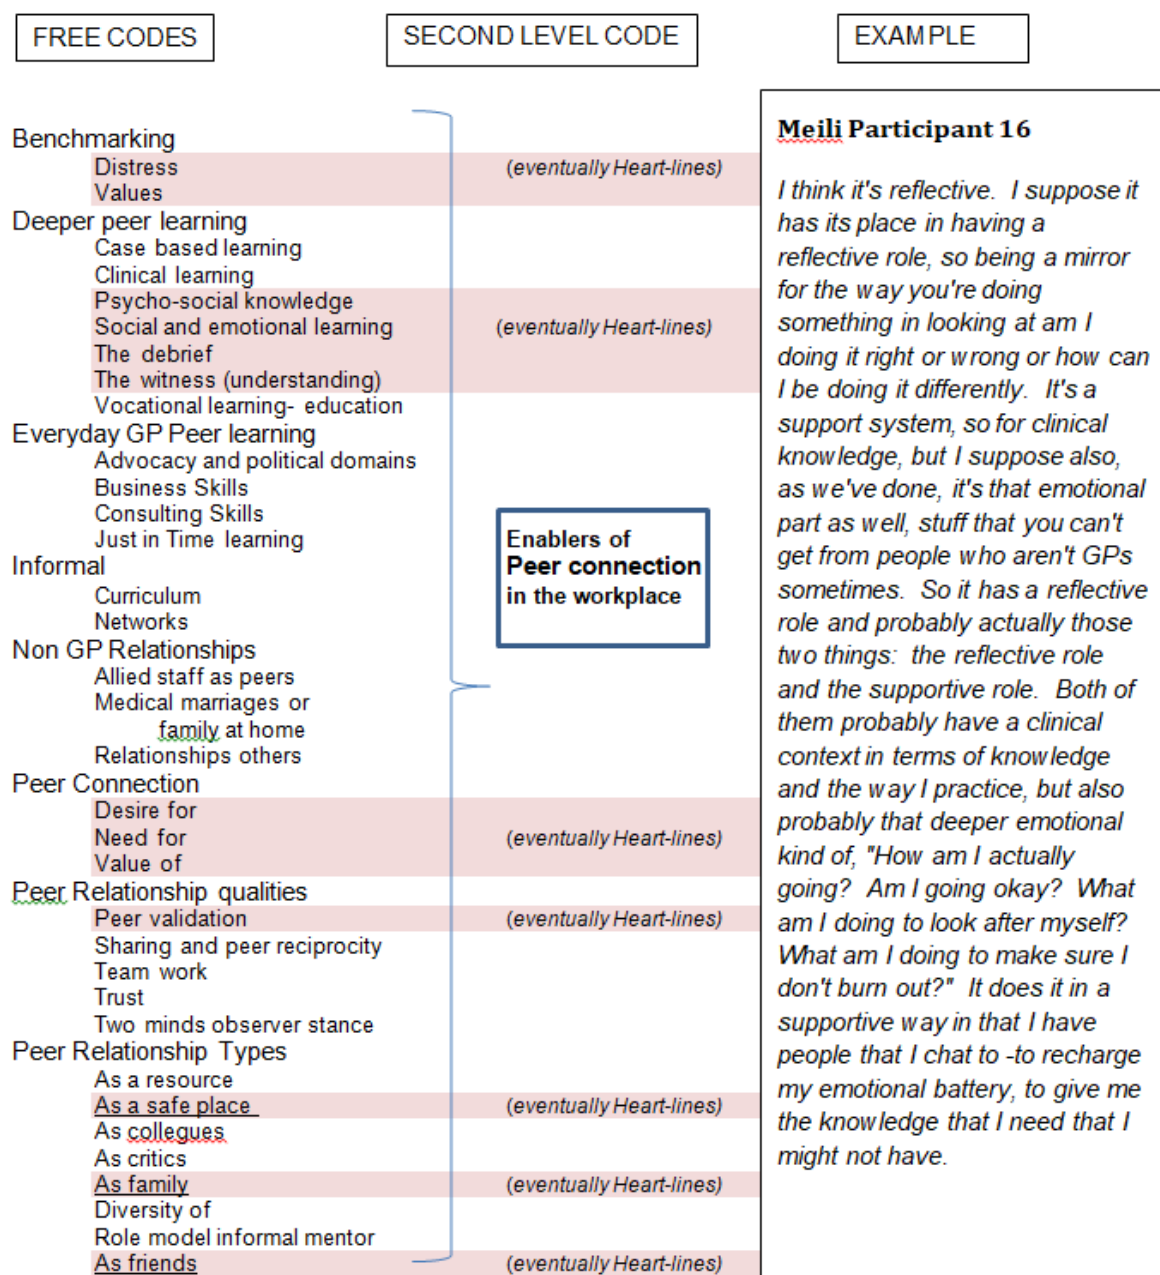 FREE CODES
SECOND LEVEL CODE
EXAMPLE
Benchmarking
Distress
(eventually Heart-lines)
Values
Deeper peer learning
Case based learning
Clinical learning
Psycho-social knowledge
Social and emotional learning
(eventually Heart-lines)
The debrief
The witness (understanding)
Vocational learning- education
Everyday GP Peer learning
Advocacy and political domains
Business Skills
Consulting Skills
Just in Time learning
Informal
Curriculum
Networks
Non GP Relationships
Allied staff as peers
Medical marriages or
family at home
Relationships others
Peer Connection
Desire for
Need for
(eventually Heart-lines)
Value of
Peer Relationship qualities
Peer validation
(eventually Heart-lines)
Sharing and peer reciprocity
Team work
Trust
Two minds observer stance
Peer Relationship Types
As a resource
As a safe place
(eventually Heart-lines)
As collegues
As critics
As family
(eventually Heart-lines)
Diversity of
Role model informal mentor
As friends
(eventually Heart-lines)
Enablers of
Peer connection
in the workplace
Meili Participant 16
I think it's reflective. I suppose it
has its place in having a
reflective role, so being a mirror
for the way you're doing
something in looking at am I
doing it right or wrong or how can
I be doing it differently. It's a
support system, so for clinical
knowledge, but I suppose also,
as we've done, it's that emotional
part as well, stuff that you can't
get from people who aren't GPs
sometimes. So it has a reflective
role and probably actually those
two things: the reflective role
and the supportive role. Both of
them probably have a clinical
context in terms of knowledge
and the way I practice, but also
probably that deeper emotional
kind of, "How am I actually
going? Am I going okay? What
am I doing to look after myself?
What am I doing to make sure I
don't burn out?" It does it in a
supportive way in that I have
people that I chat to -to recharge
my emotional battery, to give me
the knowledge that I need that I
might not have.